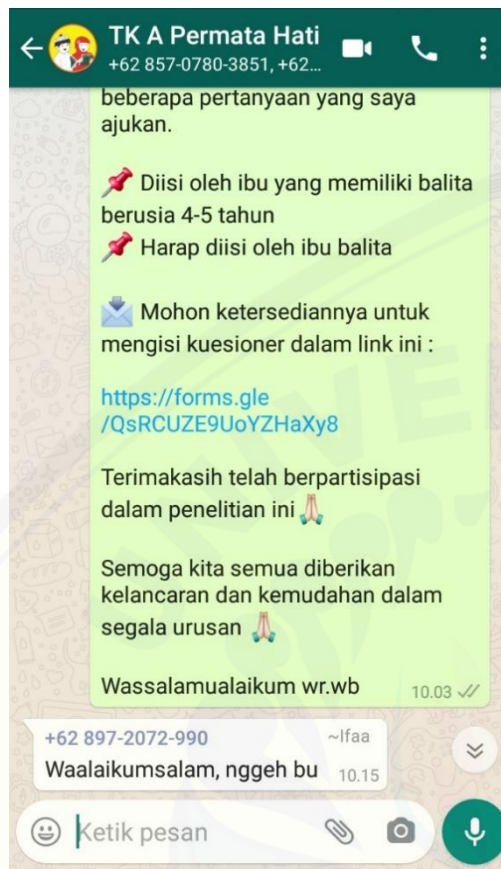 TK A Permata Hati
+62 857-0780-3851, +62...
beberapa pertanyaan yang saya
ajukan.
📌 Diisi oleh ibu yang memiliki balita
berusia 4-5 tahun
📌 Harap diisi oleh ibu balita
📩 Mohon ketersediannya untuk
mengisi kuesioner dalam link ini :
https://forms.gle
/QsRCUZE9UoYZHaXy8
Terimakasih telah berpartisipasi
dalam penelitian ini 🙏
Semoga kita semua diberikan
kelancaran dan kemudahan dalam
segala urusan 🙏
Wassalamualaikum wr.wb 10.03
+62 897-2072-990 ~Ifaa
Waalaikumsalam, nggeh bu 10.15
Ketik pesan